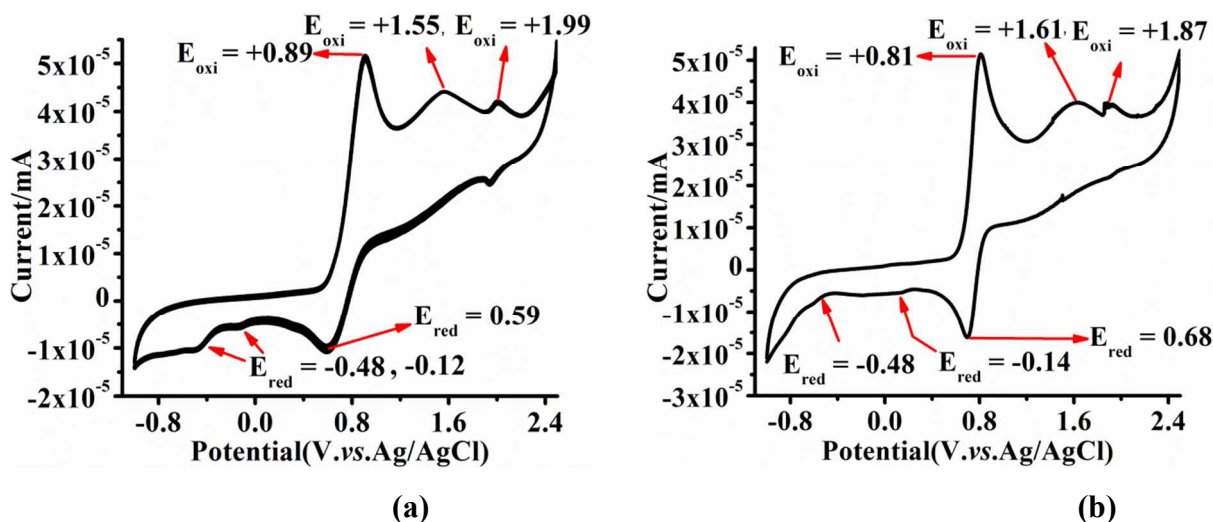 E_oxi = +1.55, E_oxi = +1.99
E_oxi = +0.89
5x10^-5
4x10^-5
3x10^-5
2x10^-5
1x10^-5
0
-1x10^-5
-2x10^-5
Current/mA
E_red = 0.59
E_red = -0.48 , -0.12
-0.8 0.0 0.8 1.6 2.4
Potential(V.vs.Ag/AgCl)
(a)
E_oxi = +1.61, E_oxi = +1.87
E_oxi = +0.81
5x10^-5
4x10^-5
3x10^-5
2x10^-5
1x10^-5
0
-1x10^-5
-2x10^-5
-3x10^-5
Current/mA
E_red = 0.68
E_red = -0.48
E_red = -0.14
-0.8 0.0 0.8 1.6 2.4
Potential(V.vs.Ag/AgCl)
(b)